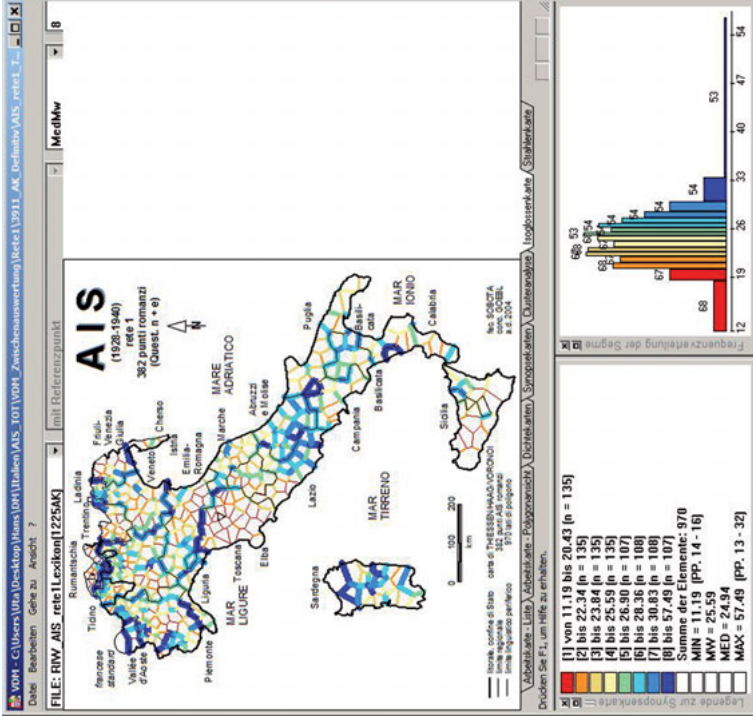 VDM - C:\Users\Uta\Desktop\Hans\DM\Italien\AIS_TOT\VDM_Zwischenauswertung\Rete1\3911_AK_Definitiv\AIS_rete1_T...
Datei Bearbeiten Gehe zu Ansicht ?
FILE: RIW_AIS_rete1Lexikon[1225AK]
mit Referenzpunkt
MedMw
8
AIS
(1928-1940)
rete 1
382 punti romanzi
(Quest. n + e)
N
Rumantschia
Ladinia
Ticino
Trentino
Friuli-
Venezia
Giulia
francese
standard
Vallée
d'Aoste
Veneto
Cherso
Istria
Piemonte
Liguria
Emilia-
Romagna
MAR
LIGURE
Toscana
Elba
Marche
MARE
ADRIATICO
Abruzzi
e Molise
Lazio
Puglia
Campania
Basilicata
Basili-
cata
MAR
IONIO
Calabria
Sardegna
MAR
TIRRENO
Sicilia
0 100 200
km
litorale, confine di Stato
limite regionale
limite linguistico periferico
carta di THIESSEN/HAAG/VORONOI
382 punti AIS romanzi
970 lati di poligono
fec. SOBOTA
conc. GOEBL
a.d. 2004
Arbeitskarte - Liste Arbeitskarte - Polygonansicht Dichtekarten Synopsekarten Clusteranalyse Isoglossenkarte Strahlenkarte
Drücken Sie F1, um Hilfe zu erhalten.
Legende zur Synopsenkarte
[1] von 11.19 bis 20.43 [n = 135]
[2] bis 22.34 [n = 135]
[3] bis 23.84 [n = 135]
[4] bis 25.59 [n = 107]
[5] bis 26.90 [n = 107]
[6] bis 28.36 [n = 108]
[7] bis 30.83 [n = 108]
[8] bis 57.49 [n = 107]
Summe der Elemente: 970
MIN = 11.19 [PP. 14 - 16]
MW = 25.59
MED = 24.94
MAX = 57.49 [PP. 13 - 32]
Frequenzverteilung der Segme
68
67
68
53
54
54
54
54
53
12 19 26 33 40 47 54